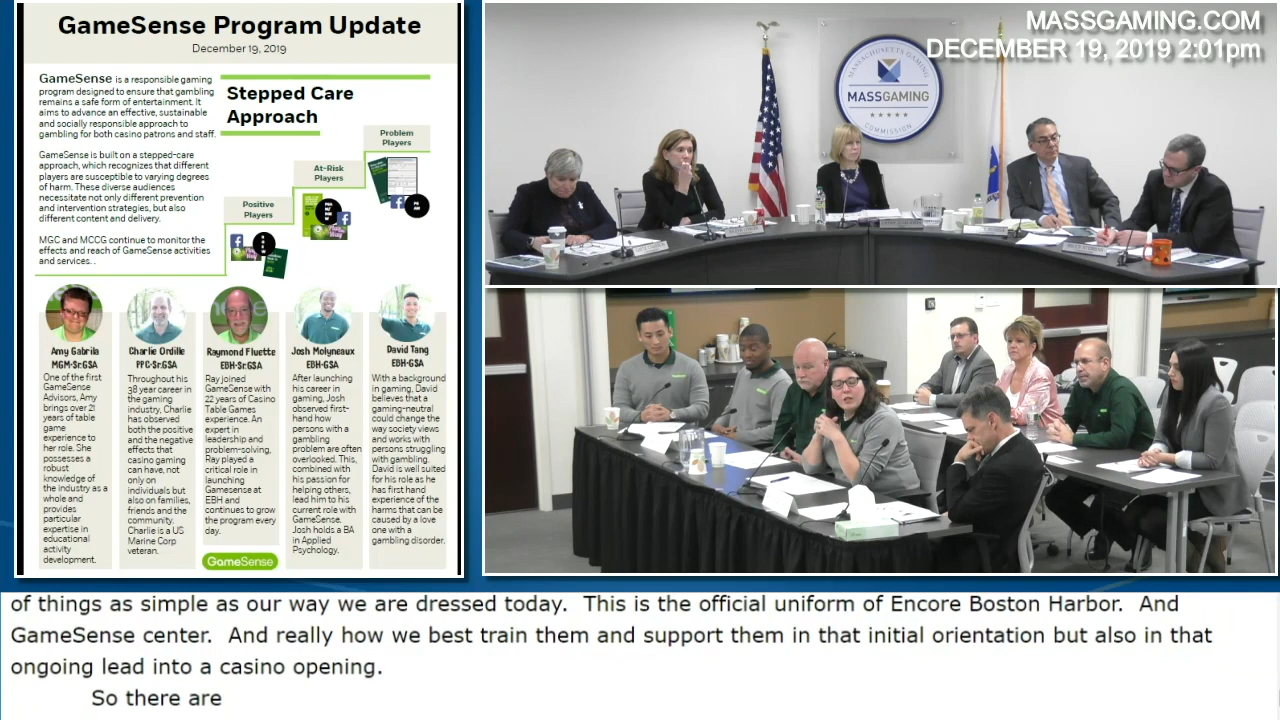 GameSense Program Update
December 19, 2019
GameSense is a responsible gaming
program designed to ensure that gambling
remains a safe form of entertainment. It
aims to advance an effective, sustainable
and socially responsible approach to
gambling for both casino patrons and staff.
GameSense is built on a stepped-care
approach, which recognizes that different
players are susceptible to varying degrees
of harm. These diverse audiences
necessitate not only different prevention
and intervention strategies, but also
different content and delivery.
MGC and MCCG continue to monitor the
effects and reach of GameSense activities
and services. .
Stepped Care
Approach
Problem
Players
At-Risk
Players
Positive
Players
Amy Gabrila
MGM-Sr.GSA
One of the first
GameSense
Advisors, Amy
brings over 21
years of table
game
experience to
her role. She
possesses a
robust
knowledge of
the industry as a
whole and
provides
particular
expertise in
educational
activity
development.
Charlie Ordille
PPC-Sr.GSA
Throughout his
38 year career in
the gaming
industry, Charlie
has observed
both the positive
and the negative
effects that
casino gaming
can have, not
only on
individuals but
also on families,
friends and the
community.
Charlie is a US
Marine Corp
veteran.
Raymond Fluette
EBH-Sr.GSA
Ray joined
GameSense with
22 years of Casino
Table Games
experience. An
expert in
leadership and
problem-solving,
Ray played a
critical role in
launching
Gamesense at
EBH and
continues to grow
the program every
day.
GameSense
Josh Molyneaux
EBH-GSA
After launching
his career in
gaming, Josh
observed first-
hand how
persons with a
gambling
problem are often
overlooked. This,
combined with
his passion for
helping others,
lead him to his
current role with
GameSense.
Josh holds a BA
in Applied
Psychology.
David Tang
EBH-GSA
With a background
in gaming, David
believes that a
gaming-neutral
could change the
way society views
and works with
persons struggling
with gambling.
David is well suited
for his role as he
has first hand
experience of the
harms that can be
caused by a love
one with a
gambling disorder.
MASSGAMING.COM
DECEMBER 19, 2019 2:01pm
MASSACHUSETTS GAMING
MASSGAMING
COMMISSION
of things as simple as our way we are dressed today. This is the official uniform of Encore Boston Harbor. And
GameSense center. And really how we best train them and support them in that initial orientation but also in that
ongoing lead into a casino opening.
So there are